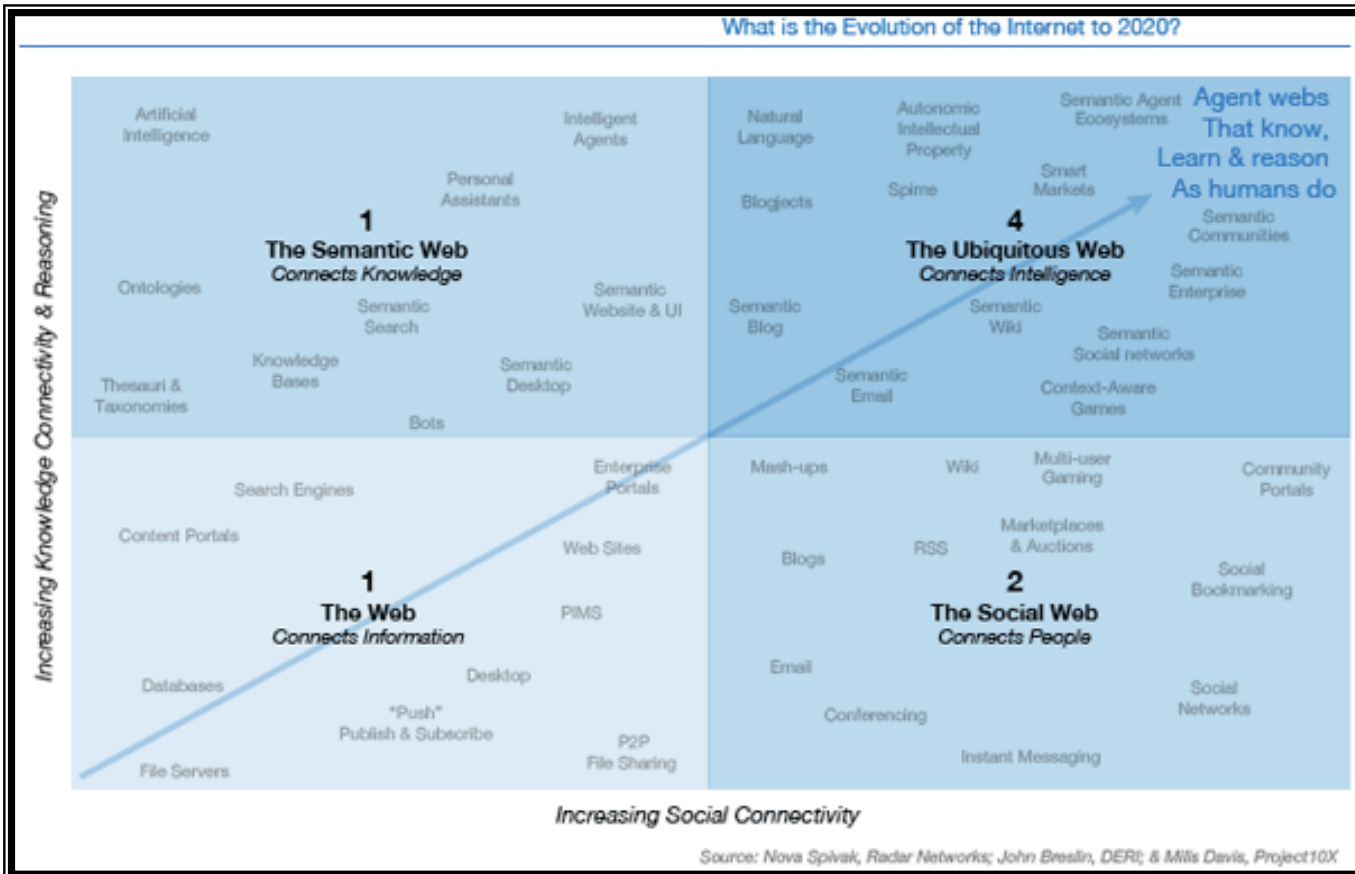 What is the Evolution of the Internet to 2020?
Increasing Knowledge Connectivity & Reasoning
Artificial
Intelligence
Intelligent
Agents
Personal
Assistants
1
The Semantic Web
Connects Knowledge
Ontologies
Semantic
Search
Semantic
Website & UI
Knowledge
Bases
Semantic
Desktop
Thesauri &
Taxonomies
Bots
Natural
Language
Autonomic
Intellectual
Property
Semantic Agent
Ecosystems
Agent webs
That know,
Learn & reason
As humans do
Blogjects
Spime
Smart
Markets
4
The Ubiquitous Web
Connects Intelligence
Semantic
Communities
Semantic
Enterprise
Semantic
Blog
Semantic
Wiki
Semantic
Social networks
Semantic
Email
Context-Aware
Games
Search Engines
Enterprise
Portals
Content Portals
Web Sites
1
The Web
Connects Information
PIMS
Databases
Desktop
"Push"
Publish & Subscribe
P2P
File Sharing
File Servers
Mash-ups
Wiki
Multi-user
Gaming
Community
Portals
Blogs
RSS
Marketplaces
& Auctions
2
The Social Web
Connects People
Social
Bookmarking
Email
Conferencing
Social
Networks
Instant Messaging
Increasing Social Connectivity
Source: Nova Spivak, Radar Networks; John Breslin, DERI; & Mills Davis, Project10X